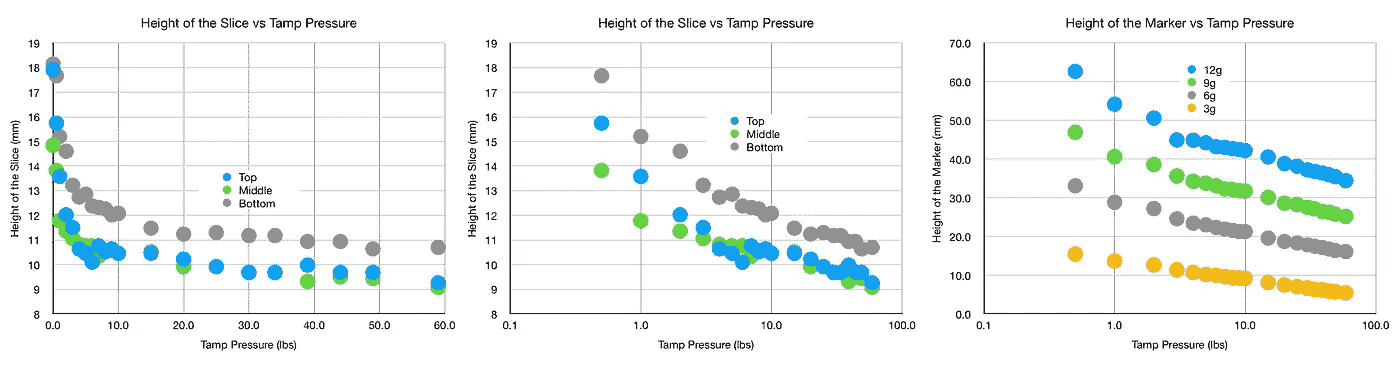 Height of the Slice vs Tamp Pressure
Height of the Slice (mm)
19
18
17
16
15
14
13
12
11
10
9
8
Top
Middle
Bottom
0.0 10.0 20.0 30.0 40.0 50.0 60.0
Tamp Pressure (lbs)
Height of the Slice vs Tamp Pressure
Height of the Slice (mm)
19
18
17
16
15
14
13
12
11
10
9
8
Top
Middle
Bottom
0.1 1.0 10.0 100.0
Tamp Pressure (lbs)
Height of the Marker vs Tamp Pressure
Height of the Marker (mm)
70.0
60.0
50.0
40.0
30.0
20.0
10.0
0.0
12g
9g
6g
3g
0.1 1.0 10.0 100.0
Tamp Pressure (lbs)